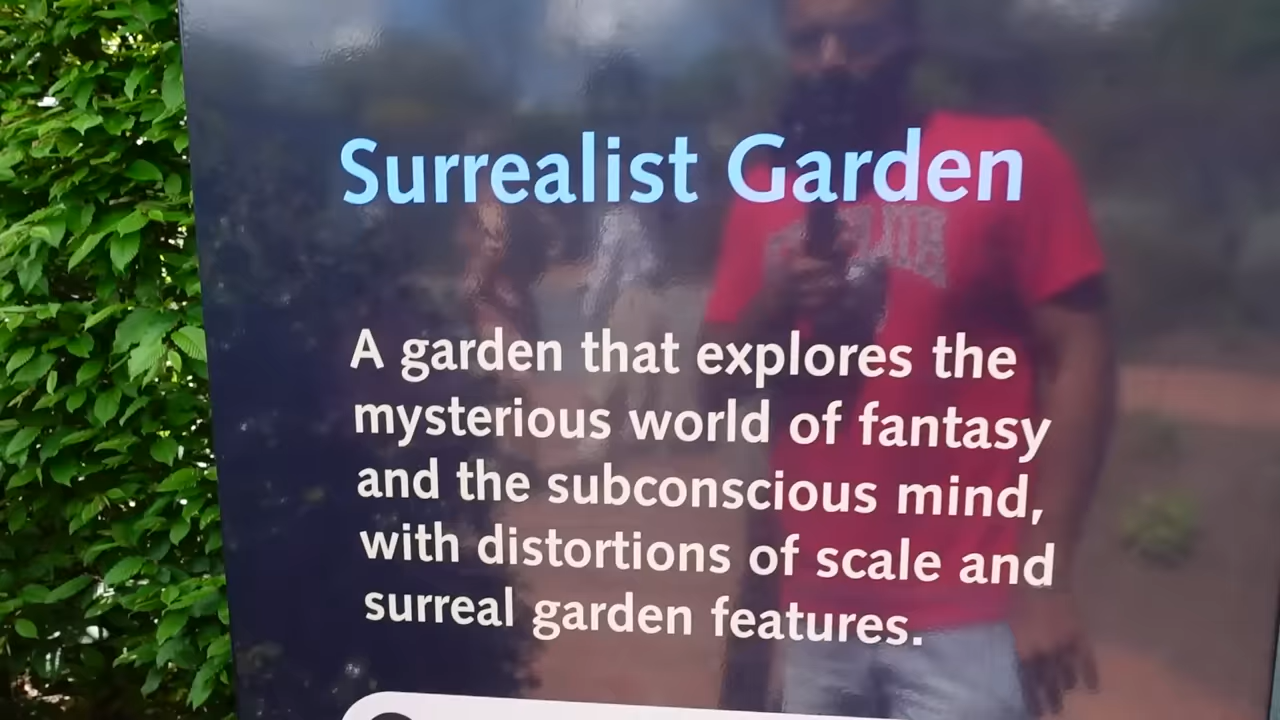 Surrealist Garden
A garden that explores the
mysterious world of fantasy
and the subconscious mind,
with distortions of scale and
surreal garden features.